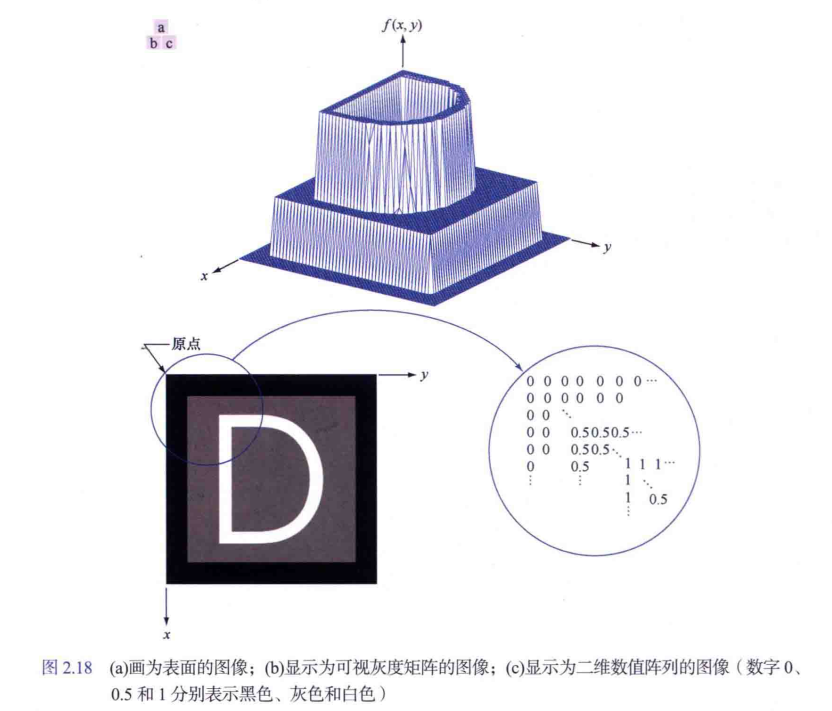 a
b c
f(x, y)
x
y
原点
y
0 0 0 0 0 0 0 ⋯
0 0 0 0 0 0
0 0 ⋱
0 0 0.5 0.5 0.5 ⋯
0 0 0.5 0.5 ⋱
0 0.5 1 1 1 ⋯
⋮ ⋮ 1 ⋱
1 0.5
⋮
D
x
图 2.18 (a)画为表面的图像；(b)显示为可视灰度矩阵的图像；(c)显示为二维数值阵列的图像（数字 0、
0.5 和 1 分别表示黑色、灰色和白色）